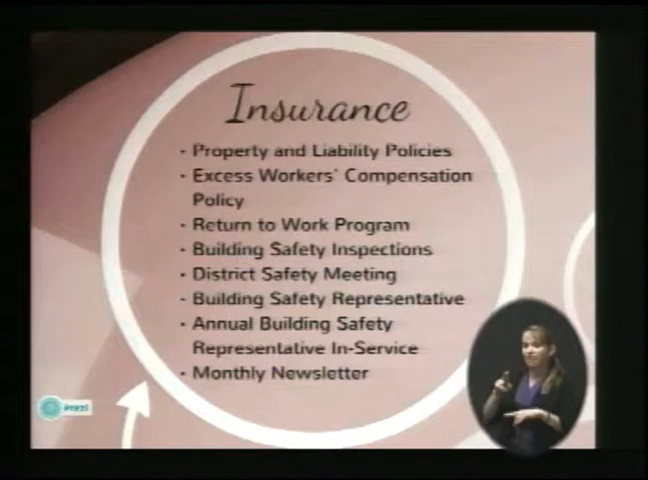 Insurance
- Property and Liability Policies
- Excess Workers' Compensation
Policy
- Return to Work Program
- Building Safety Inspections
- District Safety Meeting
- Building Safety Representative
- Annual Building Safety
Representative In-Service
- Monthly Newsletter
Prezi